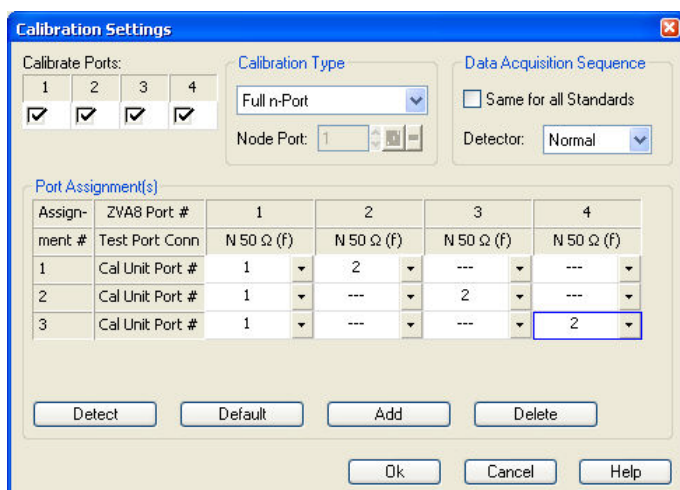 Calibration Settings
Calibrate Ports:
1 2 3 4
Calibration Type
Full n-Port
Node Port: 1
Data Acquisition Sequence
Same for all Standards
Detector: Normal
Port Assignment(s)
Assign- ZVA8 Port # 1 2 3 4
ment # Test Port Conn N 50 Ω (f) N 50 Ω (f) N 50 Ω (f) N 50 Ω (f)
1 Cal Unit Port # 1 2 --- ---
2 Cal Unit Port # 1 --- 2 ---
3 Cal Unit Port # 1 --- --- 2
Detect Default Add Delete
Ok Cancel Help